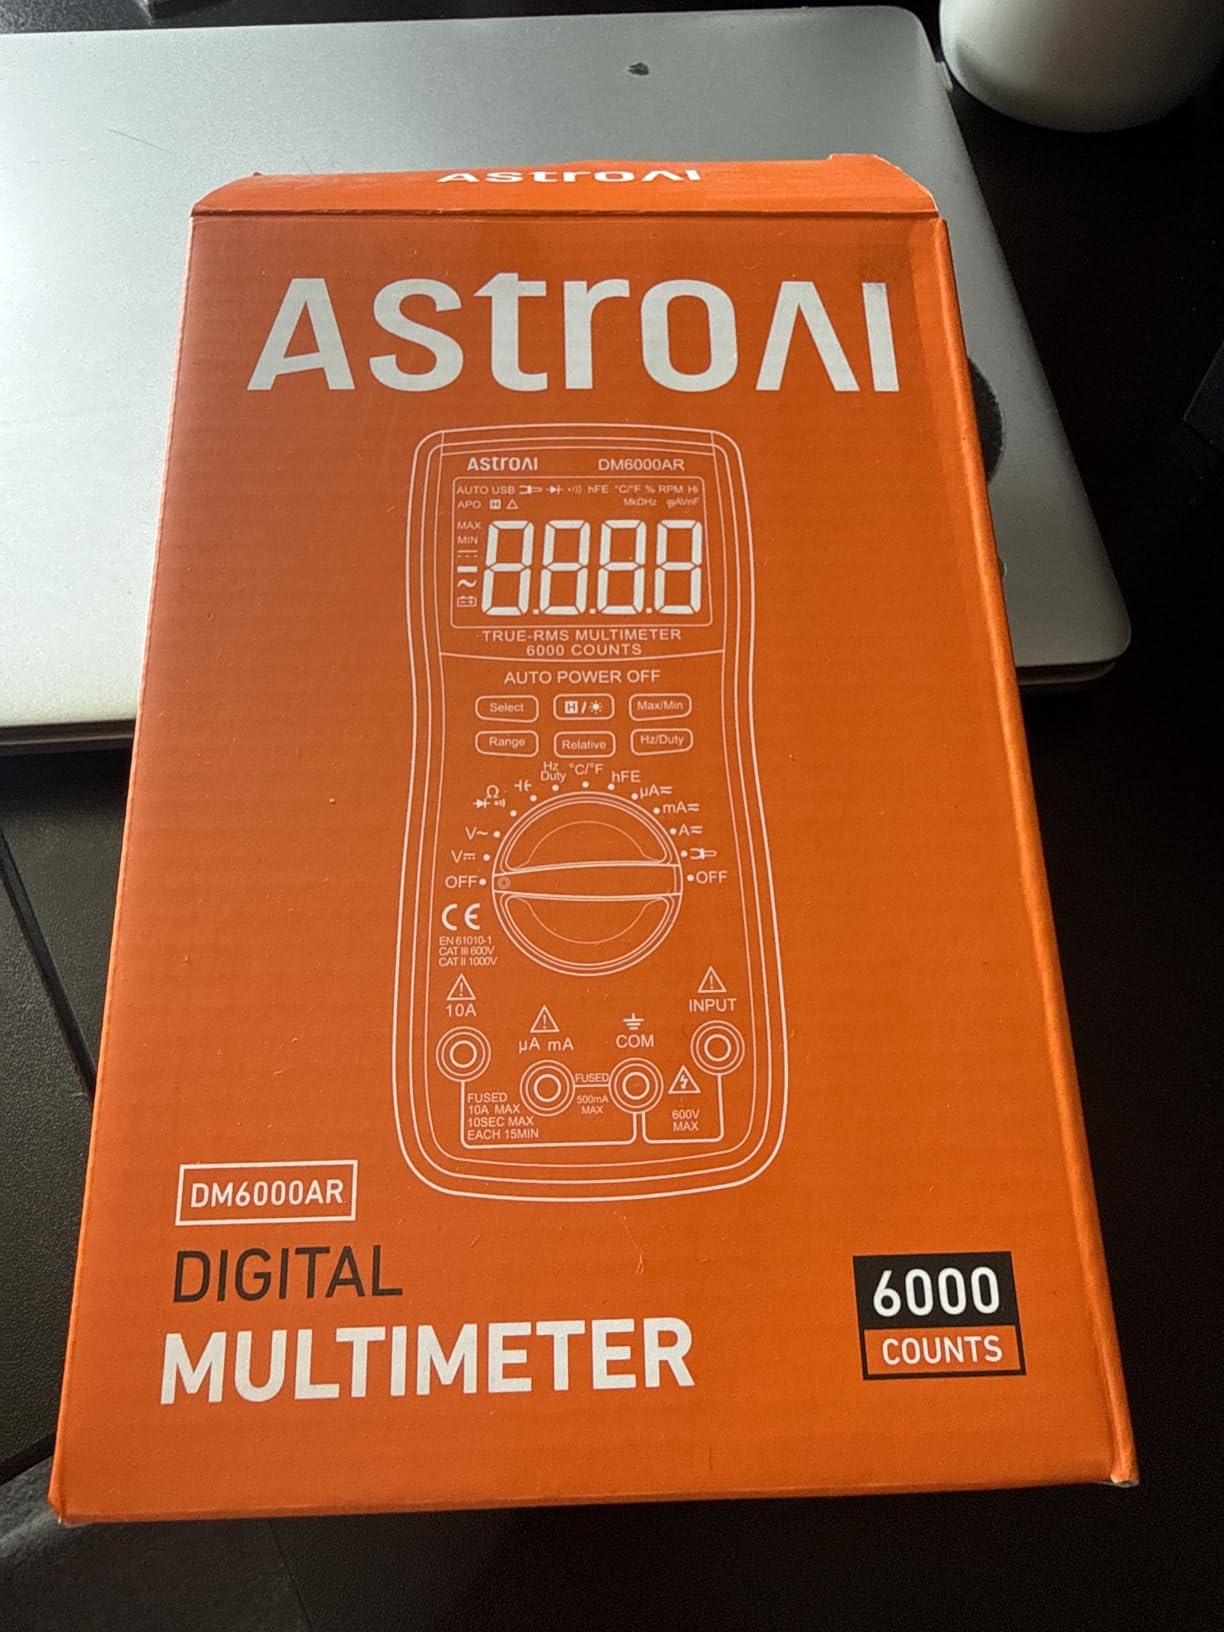 AstroAI
AstroAI
AstroAI DM6000AR
AUTO USB hFE °C/°F % RPM Hi
APO H MkΩHz
MAX
MIN
8.8.8.8
TRUE-RMS MULTIMETER
6000 COUNTS
AUTO POWER OFF
Select H/ Max/Min
Range Relative Hz/Duty
Hz
Duty °C/°F hFE
Ω µA
mA
V~ A
V
OFF OFF
CE
EN 61010-1
CAT III 600V
CAT II 1000V
10A INPUT
µA mA COM
FUSED
10A MAX
10SEC MAX
EACH 15MIN
FUSED
500mA
MAX
600V
MAX
DM6000AR
DIGITAL
MULTIMETER
6000
COUNTS